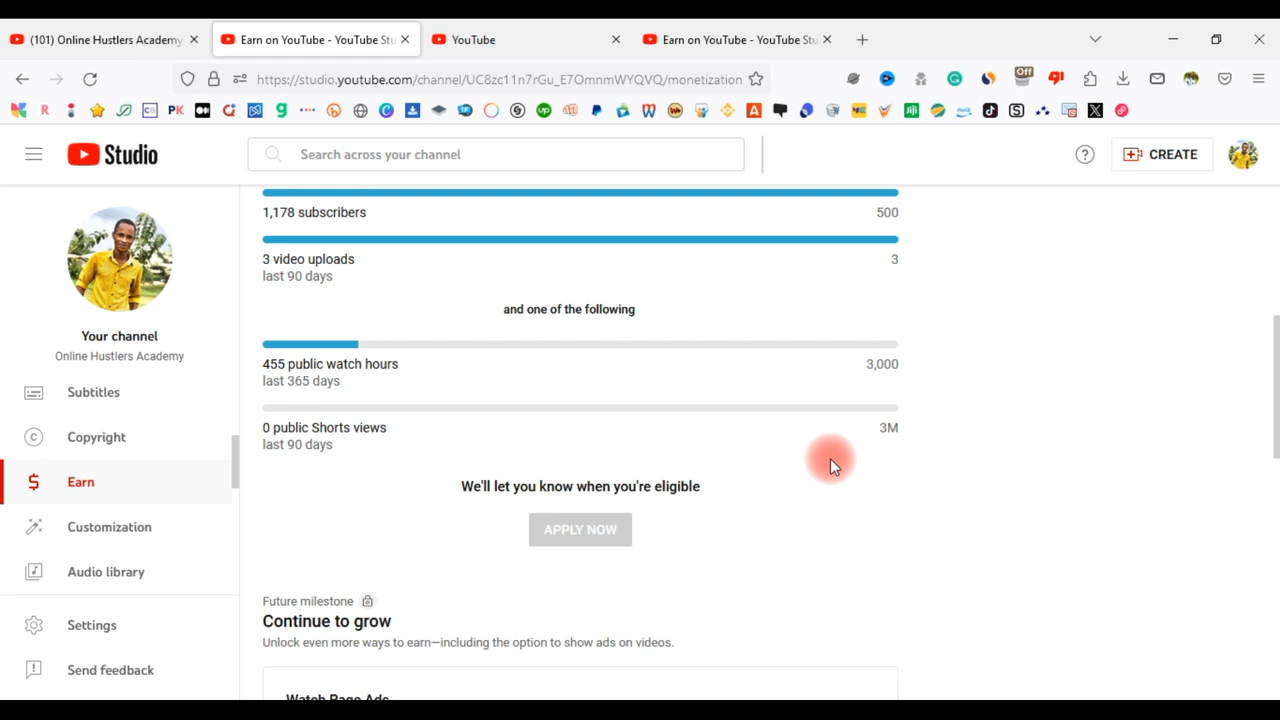 (101) Online Hustlers Academy
Earn on YouTube - YouTube Stu
YouTube
Earn on YouTube - YouTube Stu
https://studio.youtube.com/channel/UC8zc11n7rGu_E7OmnmWYQVQ/monetization
Off
Studio
Search across your channel
CREATE
1,178 subscribers
500
3 video uploads
3
last 90 days
and one of the following
455 public watch hours
3,000
last 365 days
0 public Shorts views
3M
last 90 days
We'll let you know when you're eligible
APPLY NOW
Future milestone
Continue to grow
Unlock even more ways to earn—including the option to show ads on videos.
Watch Page Ads
Your channel
Online Hustlers Academy
Subtitles
Copyright
Earn
Customization
Audio library
Settings
Send feedback